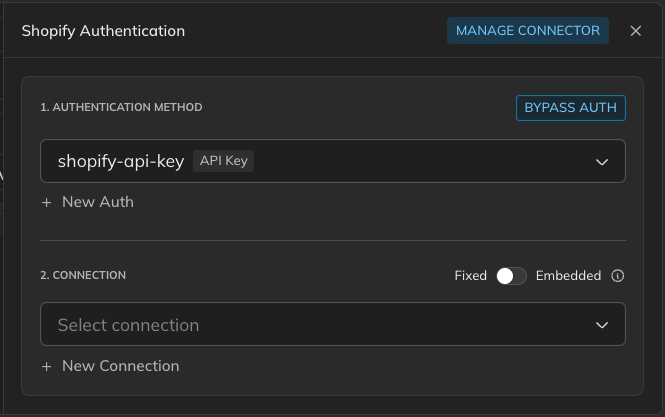 Shopify Authentication MANAGE CONNECTOR
1. AUTHENTICATION METHOD BYPASS AUTH
shopify-api-key API Key
+ New Auth
2. CONNECTION Fixed Embedded
Select connection
+ New Connection